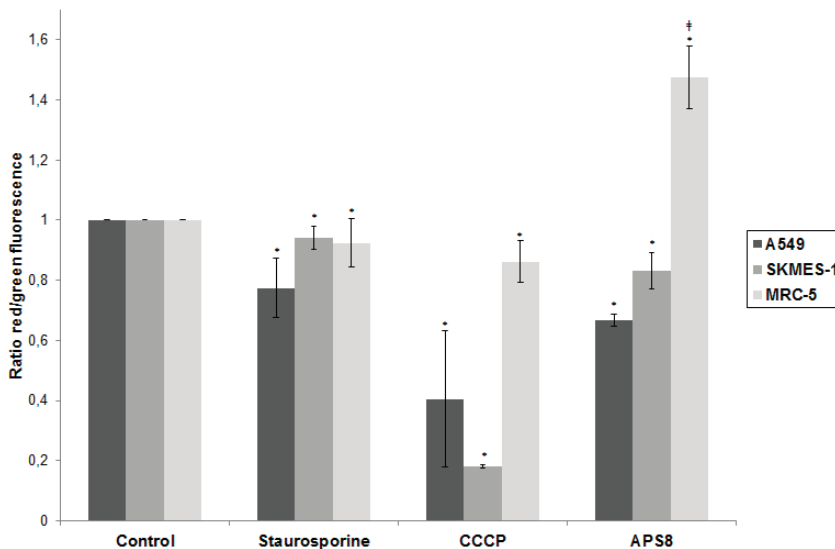 ‡
*
1,6
1,4
1,2
1
0,8
0,6
0,4
0,2
0
Ratio red/green fluorescence
* * *
* * *
* *
Control Staurosporine CCCP APS8
A549
SKMES-1
MRC-5